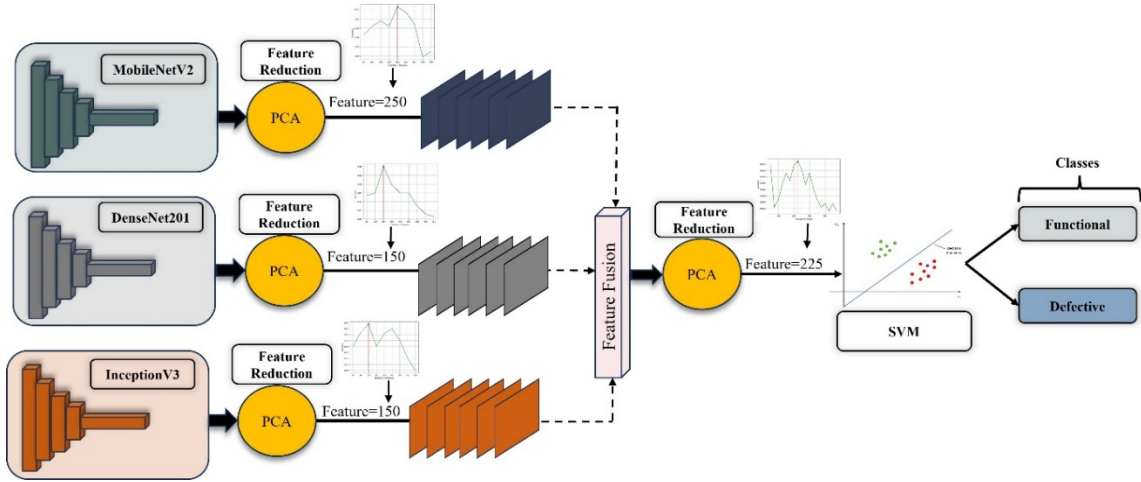 MobileNetV2
Feature
Reduction
PCA
Feature=250
DenseNet201
Feature
Reduction
PCA
Feature=150
InceptionV3
Feature
Reduction
PCA
Feature=150
Feature Fusion
Feature
Reduction
PCA
Feature=225
SVM
Classes
Functional
Defective